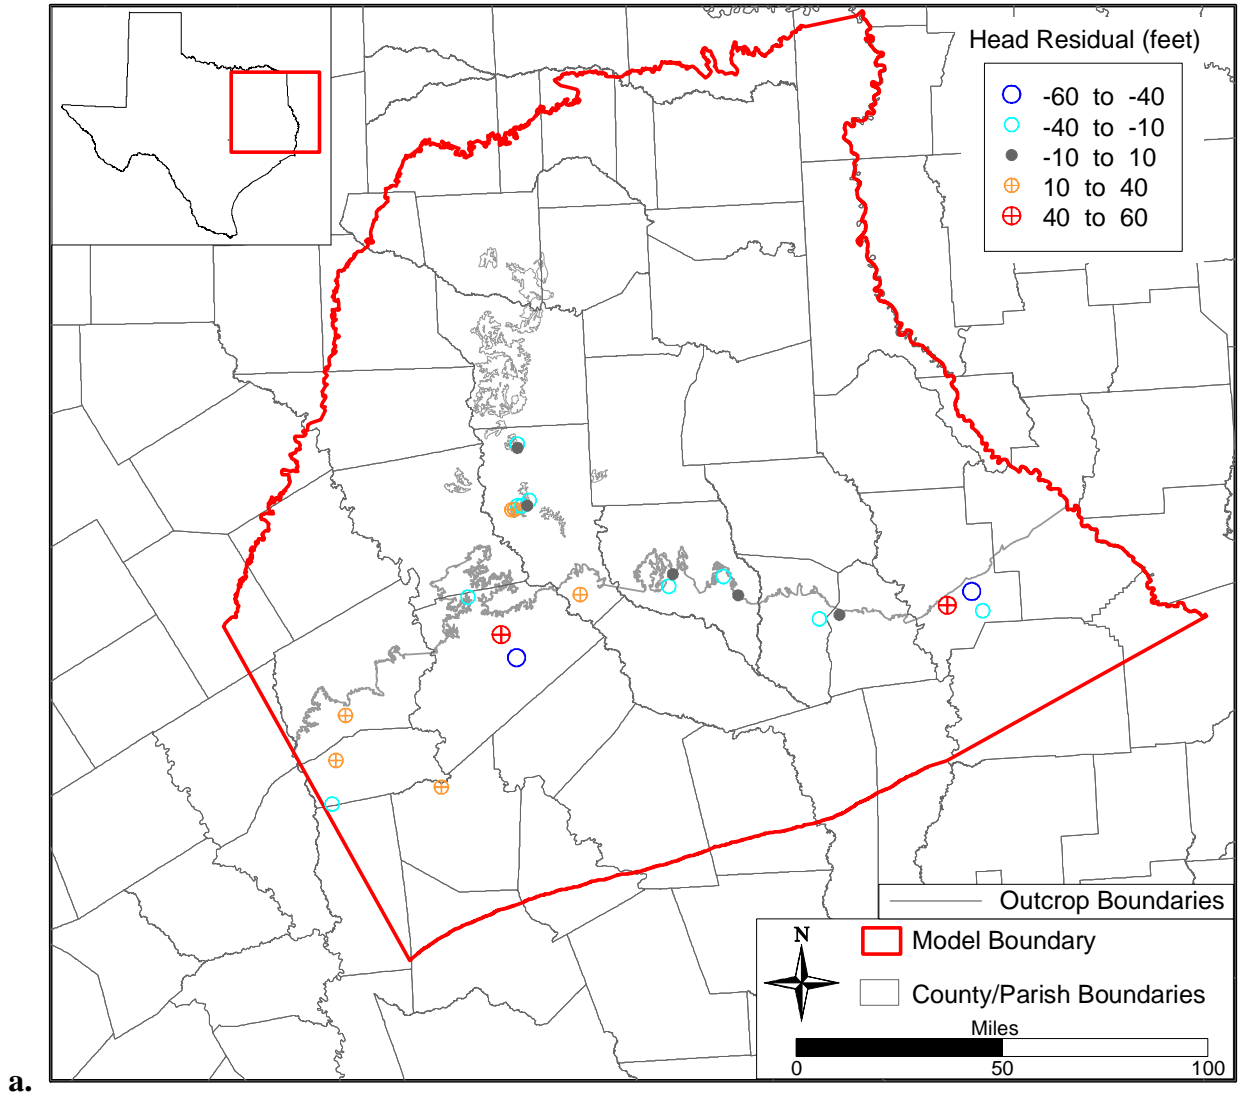 Head Residual (feet)
-60 to -40
-40 to -10
-10 to 10
10 to 40
40 to 60
Outcrop Boundaries
N
Model Boundary
County/Parish Boundaries
Miles
0 50 100
a.